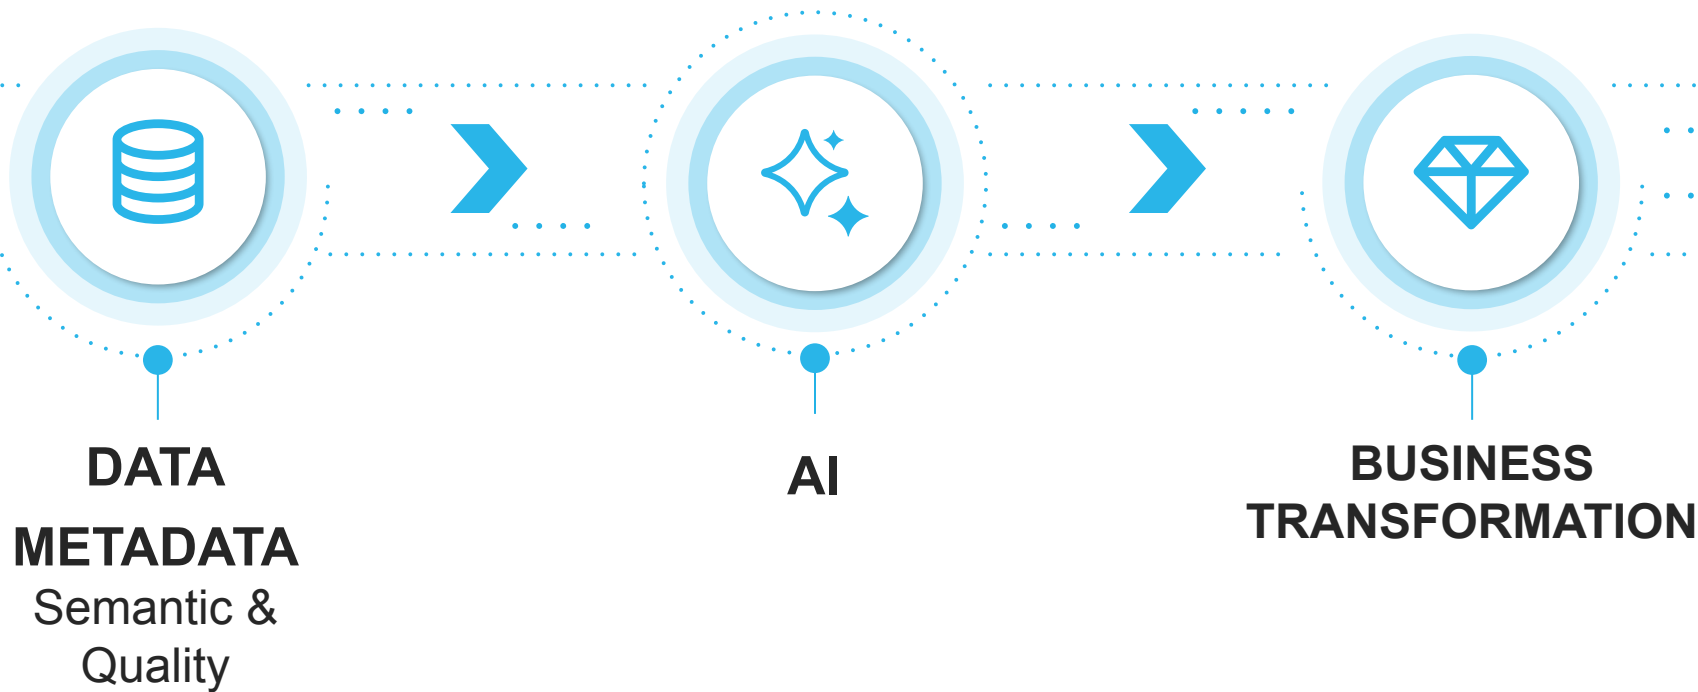 DATA
METADATA
Semantic &
Quality
AI
BUSINESS
TRANSFORMATION